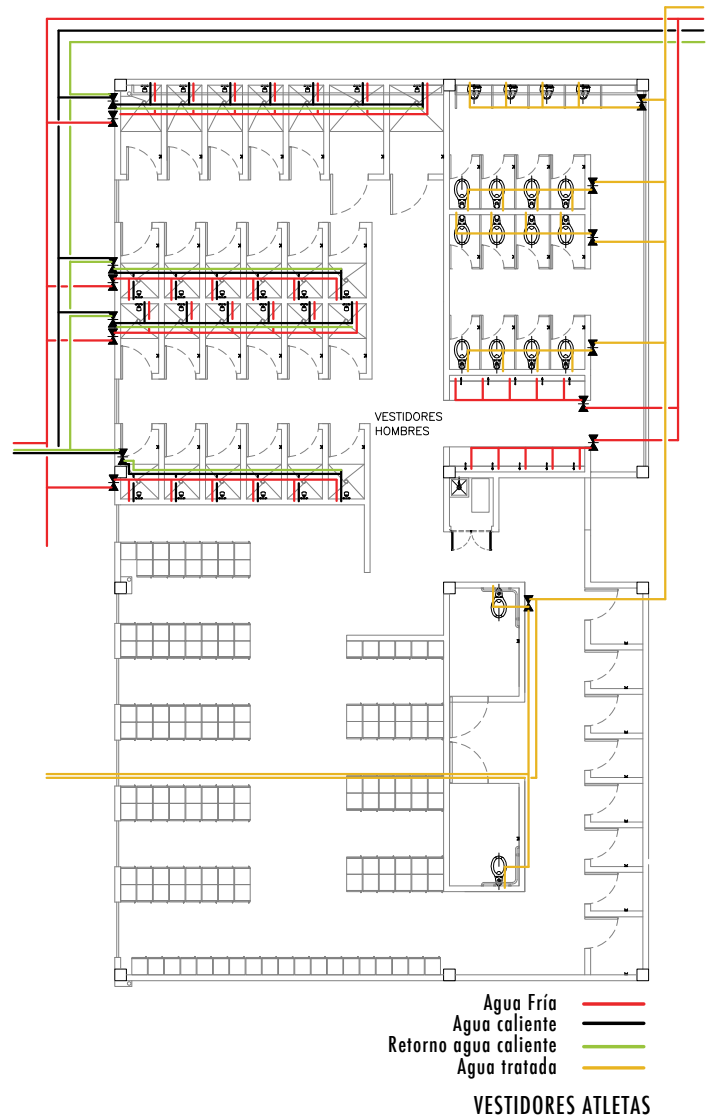 VESTIDORES
HOMBRES
Agua Fría
Agua caliente
Retorno agua caliente
Agua tratada
VESTIDORES ATLETAS